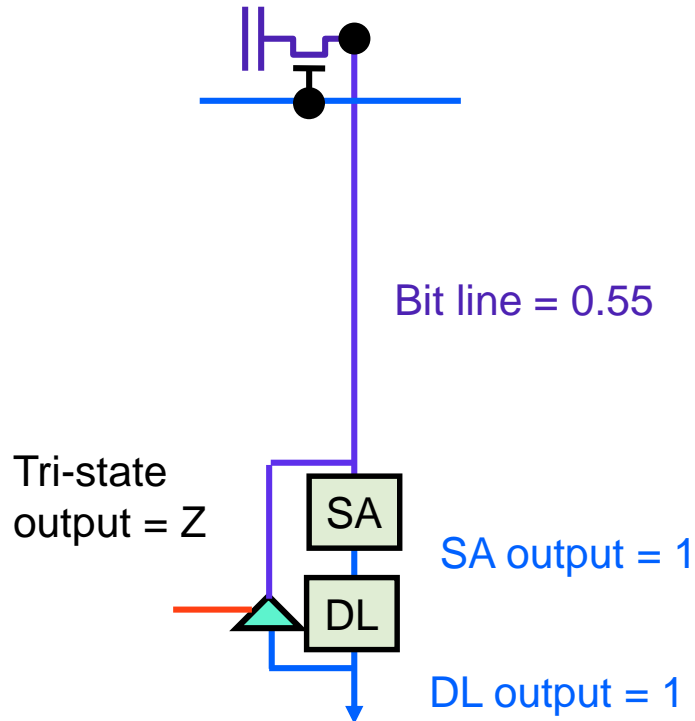 Bit line = 0.55
Tri-state
output = Z
SA
SA output = 1
DL
DL output = 1